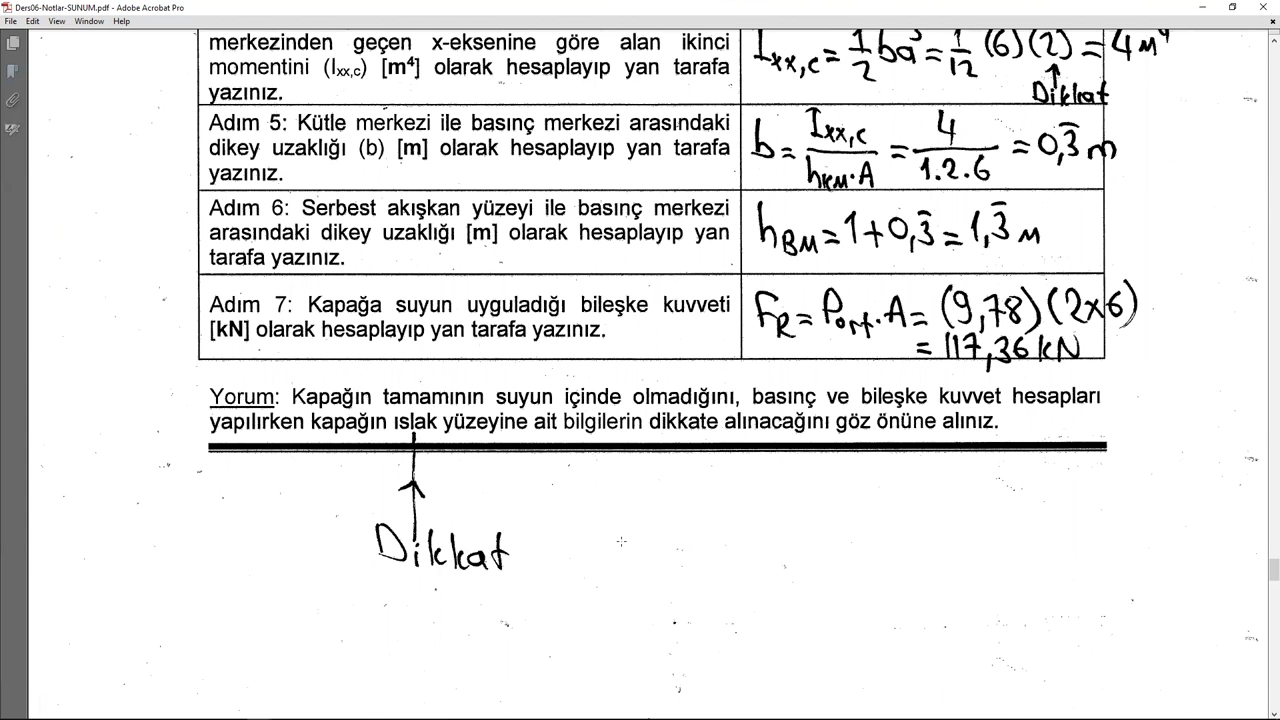 Ders06-Notlar-SUNUM.pdf - Adobe Acrobat Pro
File Edit View Window Help
merkezinden geçen x-eksenine göre alan ikinci
momentini (Ixx,c) [m⁴] olarak hesaplayıp yan tarafa
yazınız.
Ixx,c = 1/2 ba³ = 1/12 (6)(2)³ = 4 m⁴
Dikkat
Adım 5: Kütle merkezi ile basınç merkezi arasındaki
dikey uzaklığı (b) [m] olarak hesaplayıp yan tarafa
yazınız.
b = Ixx,c / hKM·A = 4 / 1.2.6 = 0,3̄ m
Adım 6: Serbest akışkan yüzeyi ile basınç merkezi
arasındaki dikey uzaklığı [m] olarak hesaplayıp yan
tarafa yazınız.
hBM = 1 + 0,3̄ = 1,3̄ m
Adım 7: Kapağa suyun uyguladığı bileşke kuvveti
[kN] olarak hesaplayıp yan tarafa yazınız.
FR = Port.A = (9,78)(2x6)
= 117,36 kN
Yorum: Kapağın tamamının suyun içinde olmadığını, basınç ve bileşke kuvvet hesapları
yapılırken kapağın ıslak yüzeyine ait bilgilerin dikkate alınacağını göz önüne alınız.
Dikkat